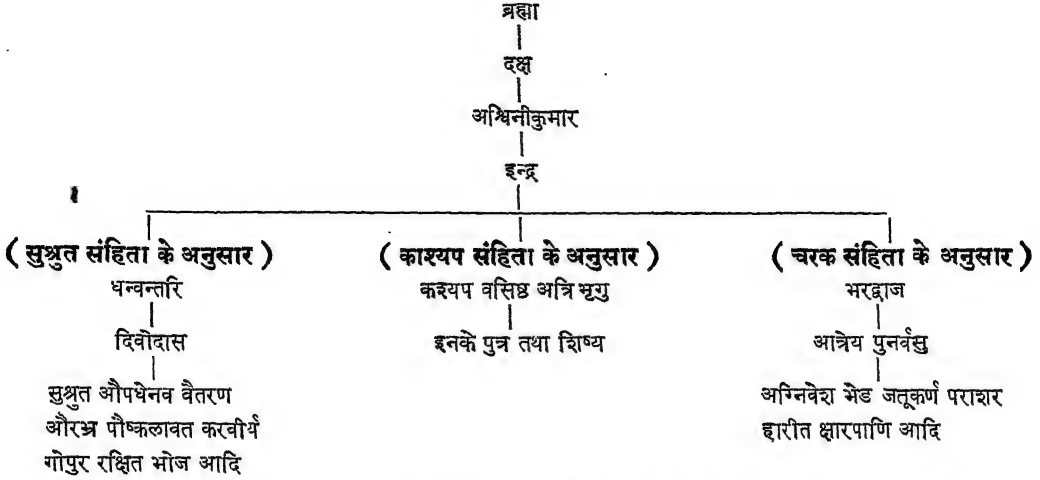 ब्रह्मा
दक्ष
अश्विनीकुमार
इन्द्र
( सुश्रुत संहिता के अनुसार )
धन्वन्तरि
दिवोदास
सुश्रुत औपधेनव वैतरण
औरभ्र पौष्कलावत करवीर्य
गोपुर रक्षित भोज आदि
( काश्यप संहिता के अनुसार )
कश्यप वसिष्ठ अत्रि भृगु
इनके पुत्र तथा शिष्य
( चरक संहिता के अनुसार )
भरद्वाज
आत्रेय पुनर्वसु
अग्निवेश भेड जतूकर्ण पराशर
हारीत क्षारपाणि आदि